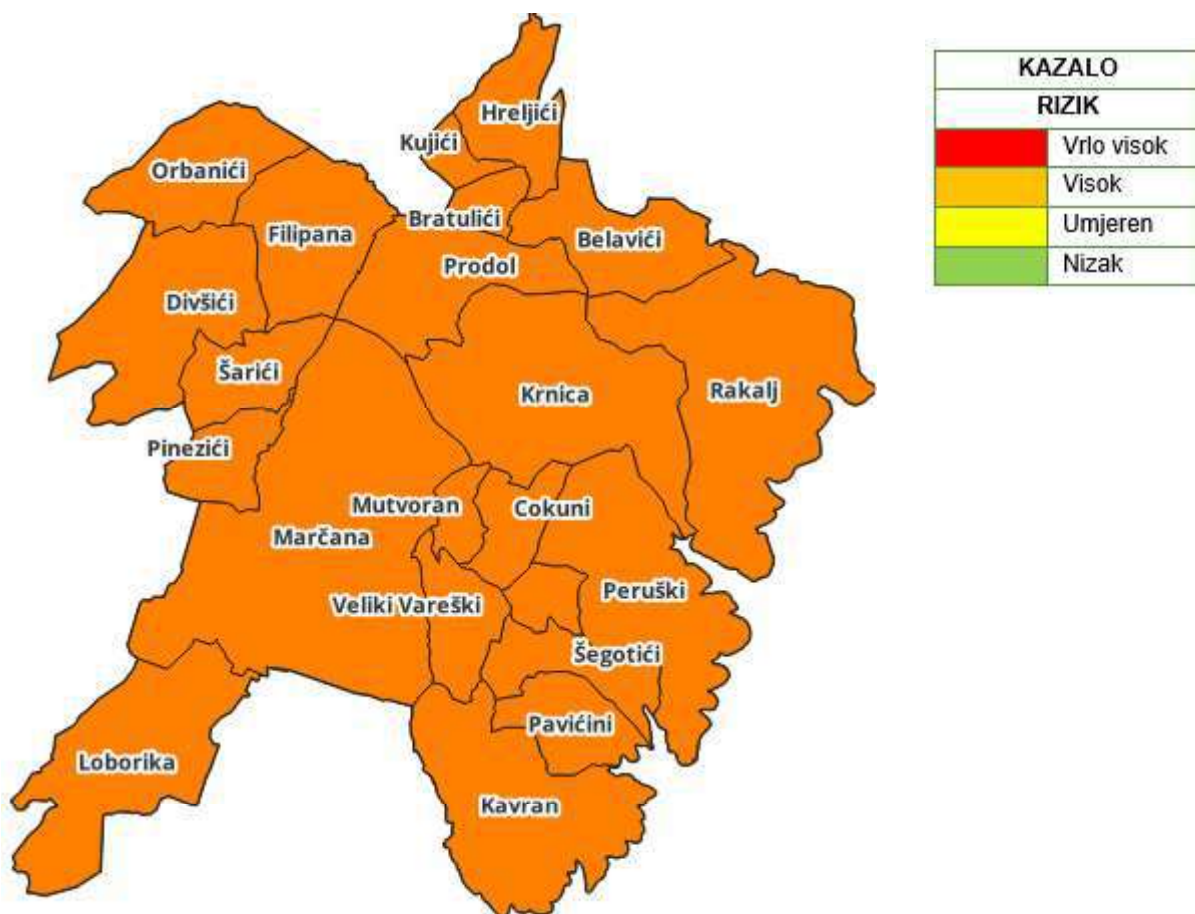 Hreljići
Kujići
Orbanići
Bratulići
Filipana
Belavići
Prodol
Divšići
Šarići
Krnica
Rakalj
Pinezići
Mutvoran
Cokuni
Marčana
Peruški
Veliki Vareški
Šegotići
Pavićini
Loborika
Kavran
KAZALO
RIZIK
Vrlo visok
Visok
Umjeren
Nizak